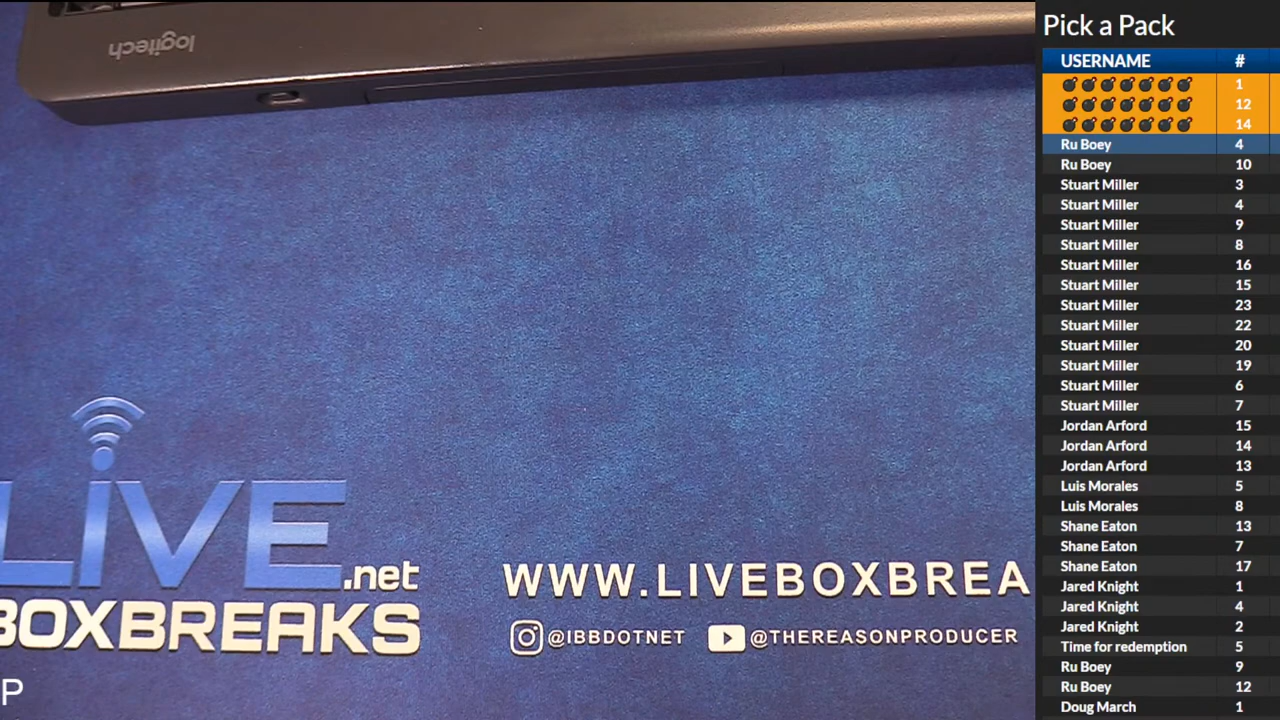 logitech
Pick a Pack
USERNAME #
1
12
14
Ru Boey 4
Ru Boey 10
Stuart Miller 3
Stuart Miller 4
Stuart Miller 9
Stuart Miller 8
Stuart Miller 16
Stuart Miller 15
Stuart Miller 23
Stuart Miller 22
Stuart Miller 20
Stuart Miller 19
Stuart Miller 6
Stuart Miller 7
Jordan Arford 15
Jordan Arford 14
Jordan Arford 13
Luis Morales 5
Luis Morales 8
Shane Eaton 13
Shane Eaton 7
Shane Eaton 17
Jared Knight 1
Jared Knight 4
Jared Knight 2
Time for redemption 5
Ru Boey 9
Ru Boey 12
Doug March 1
LIVE.net
BOXBREAKS
WWW.LIVEBOXBREA
@IBBDOTNET @THEREASONPRODUCER
P